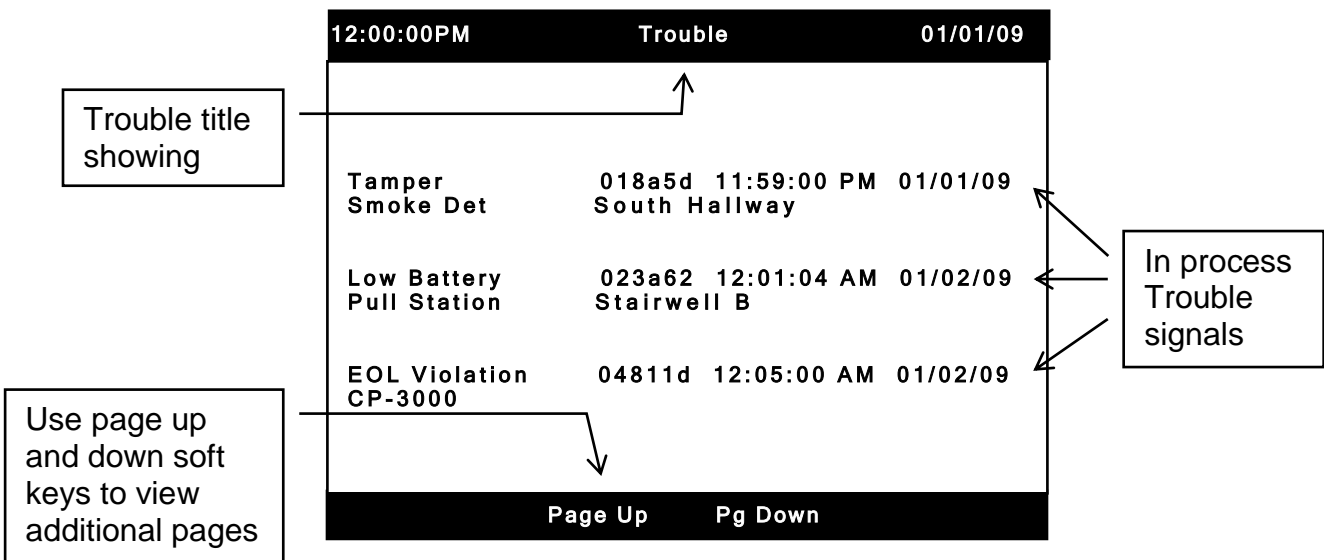 12:00:00PM Trouble 01/01/09
Trouble title
showing
Tamper 018a5d 11:59:00 PM 01/01/09
Smoke Det South Hallway
Low Battery 023a62 12:01:04 AM 01/02/09
Pull Station Stairwell B
In process
Trouble
signals
EOL Violation 04811d 12:05:00 AM 01/02/09
CP-3000
Use page up
and down soft
keys to view
additional pages
Page Up Pg Down